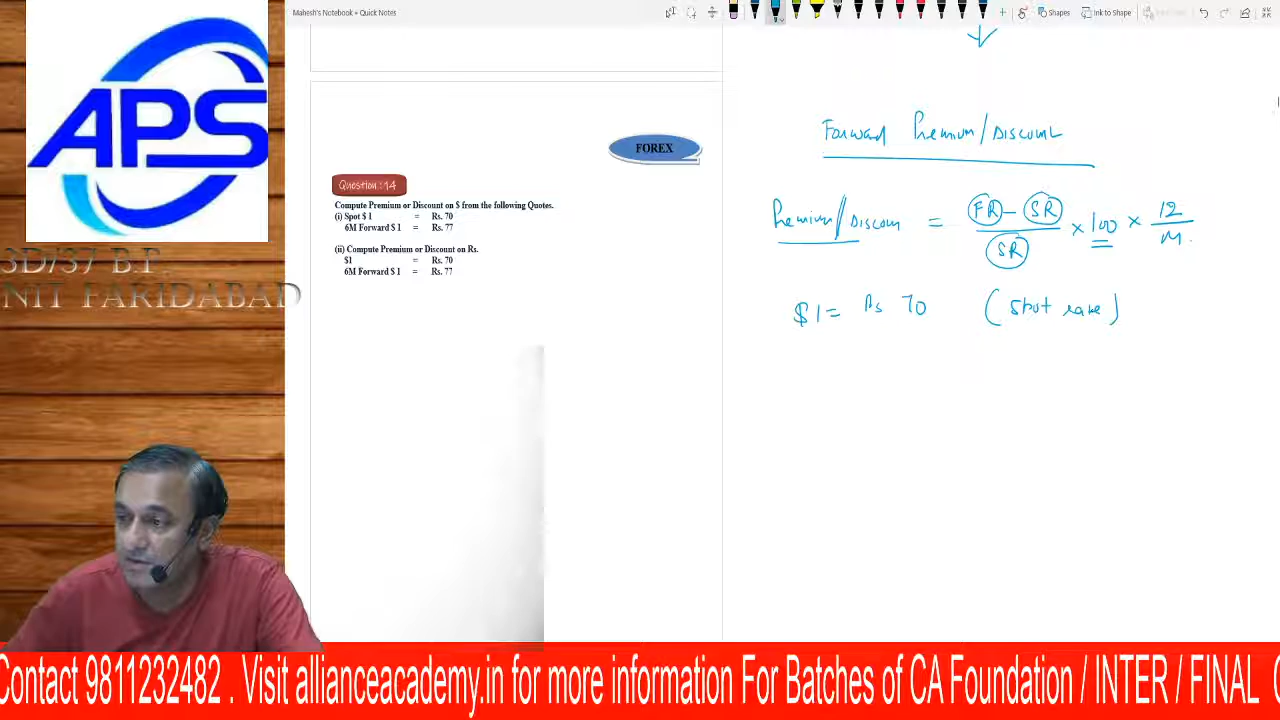 Mahesh's Notebook • Quick Notes
Shapes
Ink to Shape
APS
3D/37 B.P.
NIT FARIDABAD
FOREX
Question : 14
Compute Premium or Discount on $ from the following Quotes.
(i) Spot $ 1 = Rs. 70
6M Forward $ 1 = Rs. 77
(ii) Compute Premium or Discount on Rs.
$1 = Rs. 70
6M Forward $ 1 = Rs. 77
Forward Premium/Discount
Premium/Discoun = FR - SR / SR × 100 × 12 / M.
$1 = Rs 70 (Spot rate)
Contact 9811232482 . Visit allianceacademy.in for more information For Batches of CA Foundation / INTER / FINAL